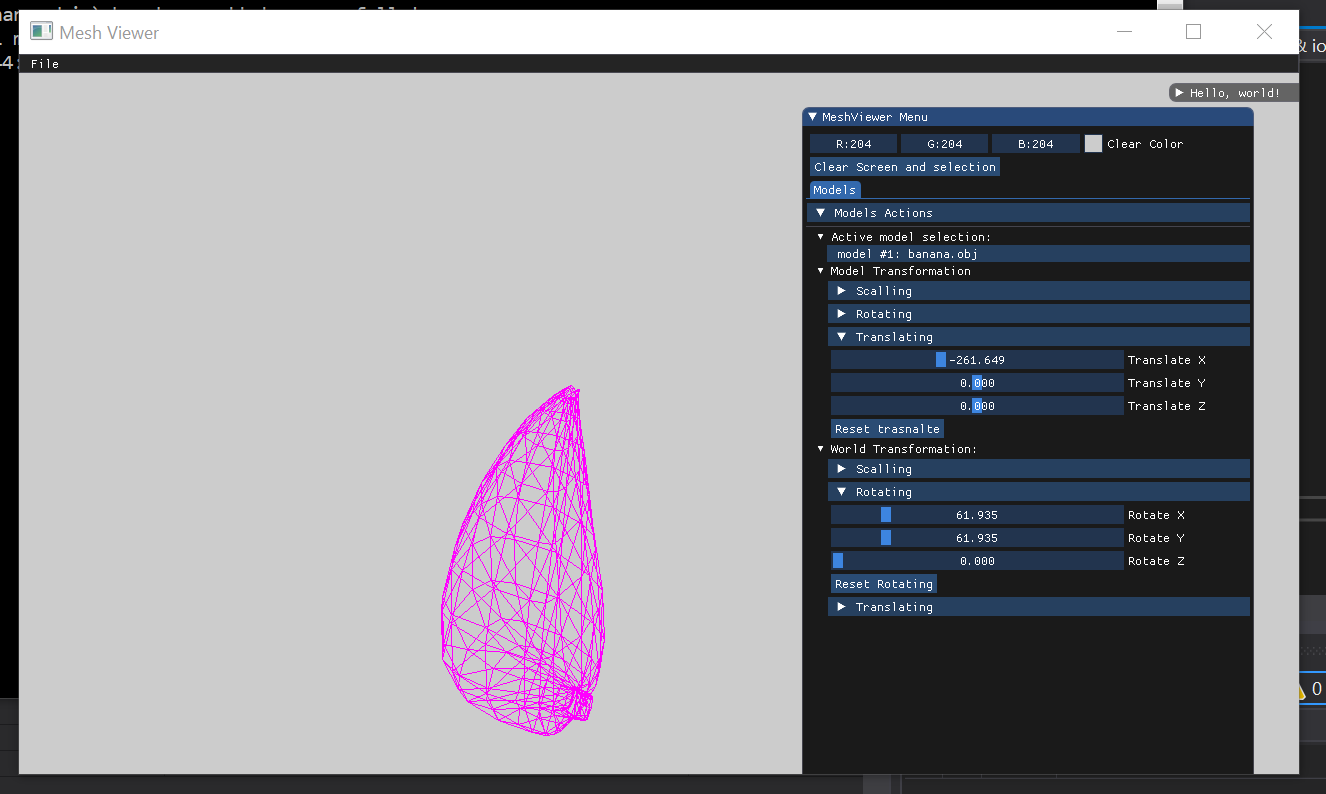 Mesh Viewer
& io
File
Hello, world!
MeshViewer Menu
R:204 G:204 B:204 Clear Color
Clear Screen and selection
Models
Models Actions
Active model selection:
model #1: banana.obj
Model Transformation
Scalling
Rotating
Translating
-261.649 Translate X
0.000 Translate Y
0.000 Translate Z
Reset trasnalte
World Transformation:
Scalling
Rotating
61.935 Rotate X
61.935 Rotate Y
0.000 Rotate Z
Reset Rotating
Translating
0